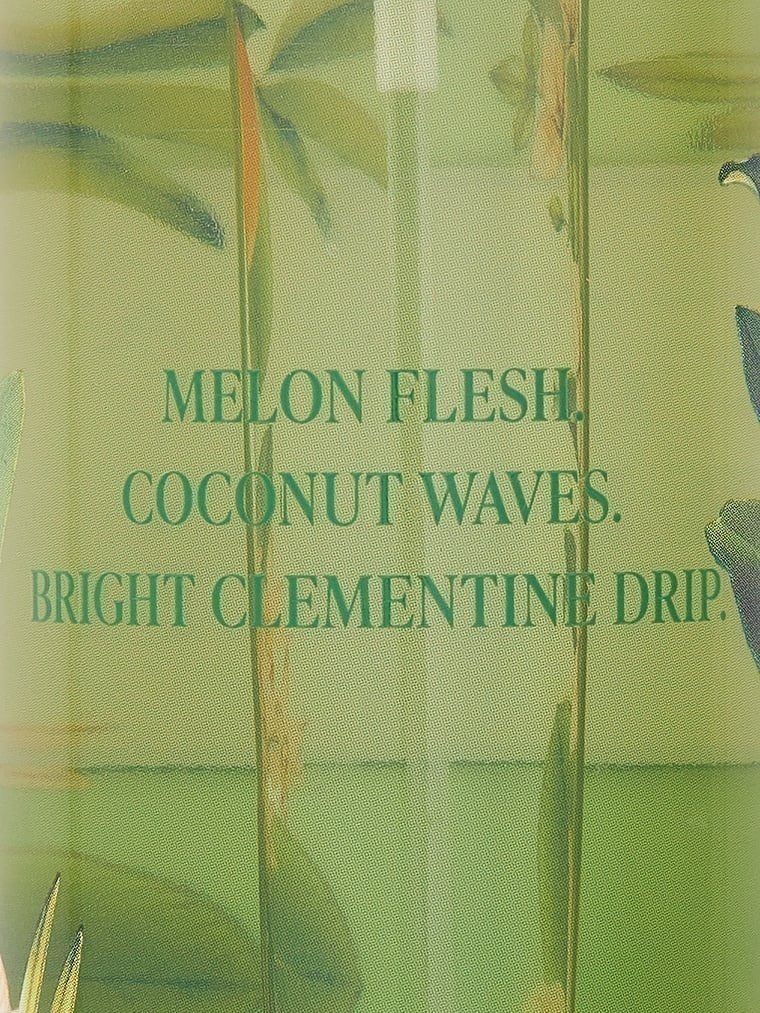 MELON FLESH.
COCONUT WAVES.
BRIGHT CLEMENTINE DRIP.